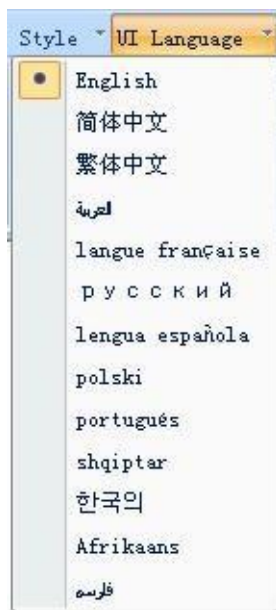 Style UI Language
English
简体中文
繁体中文
العربية
langue française
русский
lengua española
polski
português
shqiptar
한국의
Afrikaans
فارسی